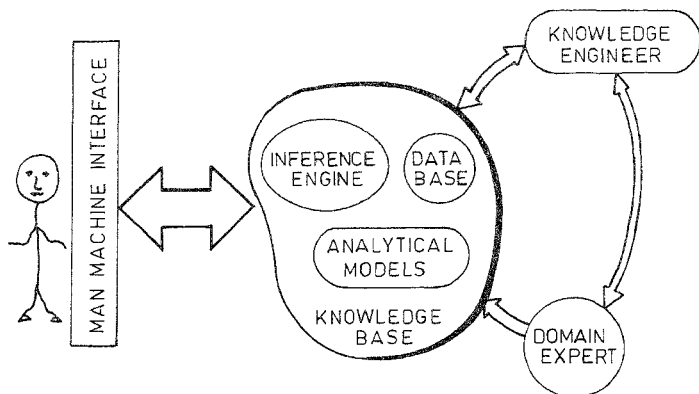 MAN MACHINE INTERFACE
INFERENCE
ENGINE
DATA
BASE
ANALYTICAL
MODELS
KNOWLEDGE
BASE
KNOWLEDGE
ENGINEER
DOMAIN
EXPERT